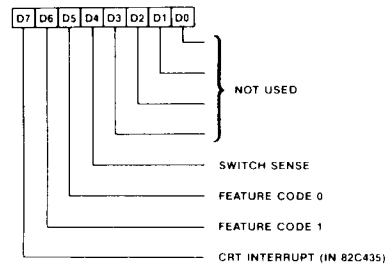 D7 D6 D5 D4 D3 D2 D1 D0
NOT USED
SWITCH SENSE
FEATURE CODE 0
FEATURE CODE 1
CRT INTERRUPT (IN 82C435)